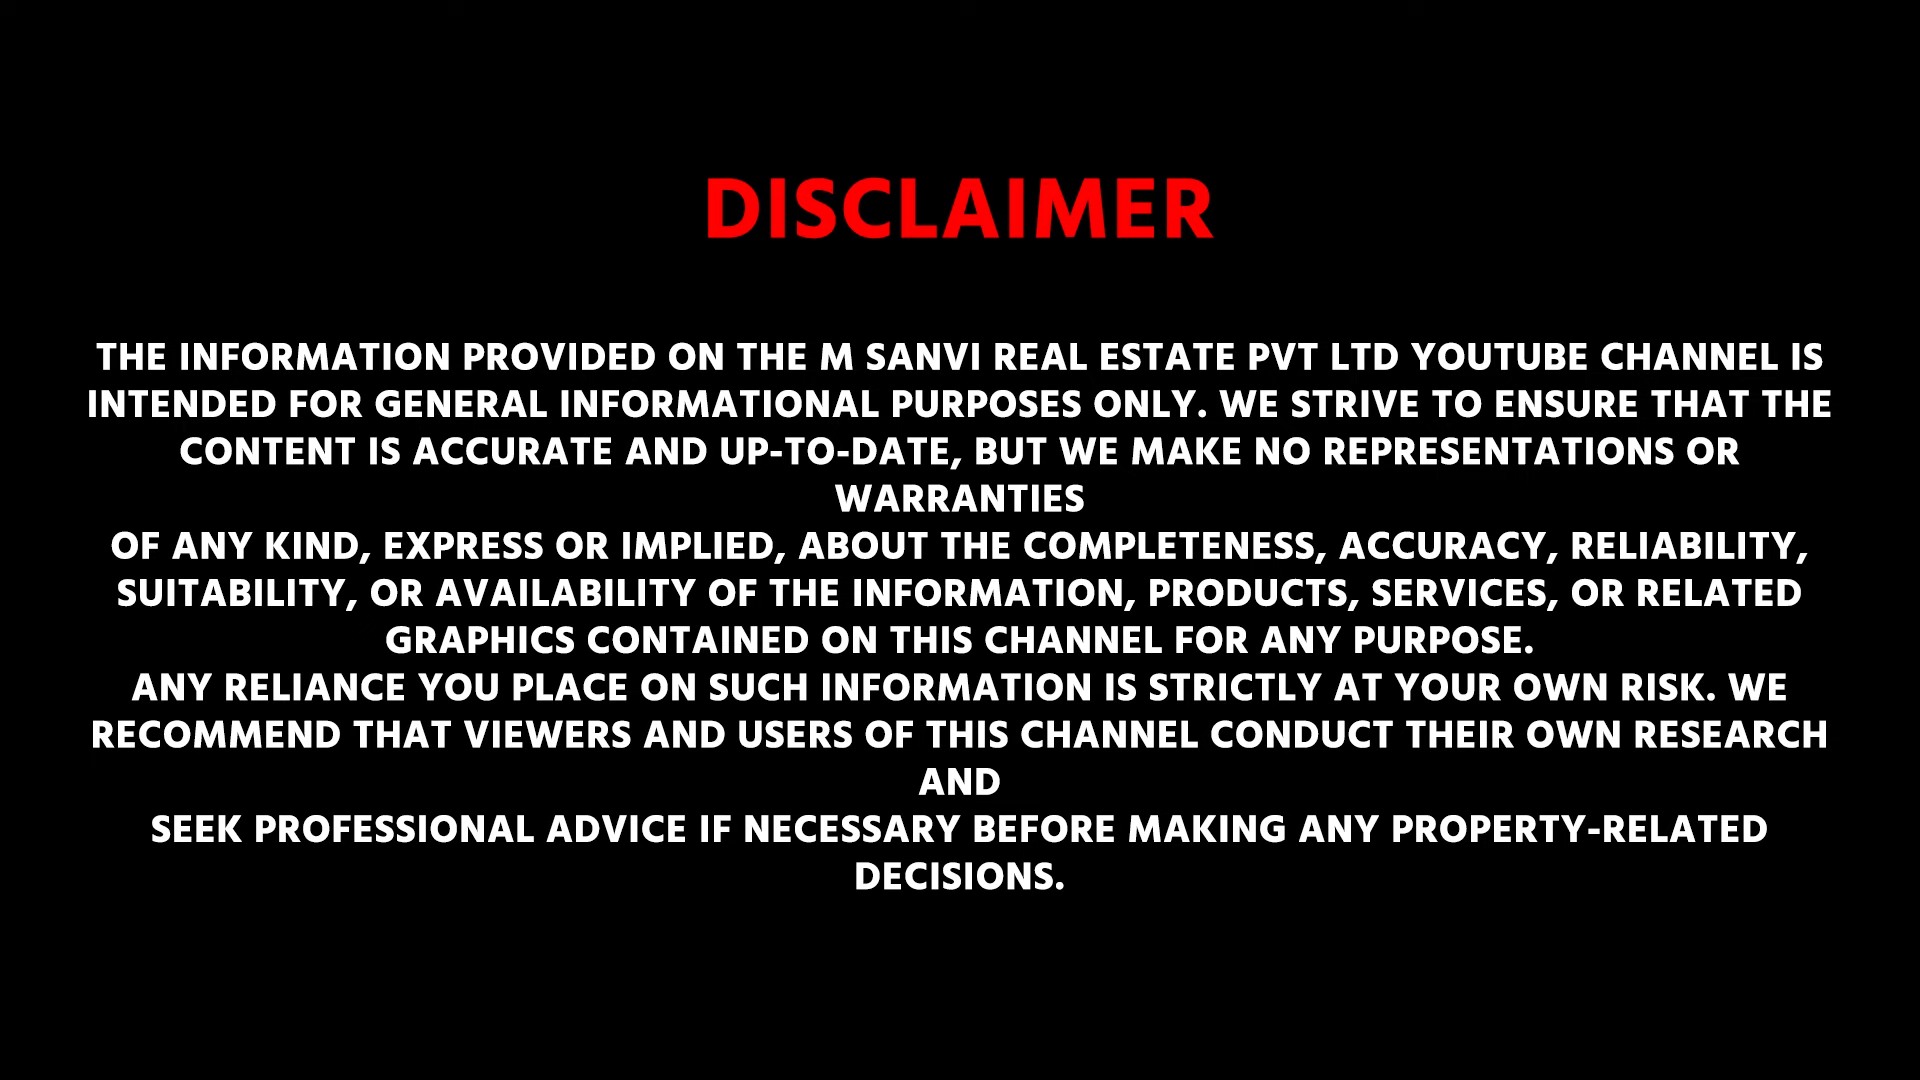 DISCLAIMER
THE INFORMATION PROVIDED ON THE M SANVI REAL ESTATE PVT LTD YOUTUBE CHANNEL IS
INTENDED FOR GENERAL INFORMATIONAL PURPOSES ONLY. WE STRIVE TO ENSURE THAT THE
CONTENT IS ACCURATE AND UP-TO-DATE, BUT WE MAKE NO REPRESENTATIONS OR
WARRANTIES
OF ANY KIND, EXPRESS OR IMPLIED, ABOUT THE COMPLETENESS, ACCURACY, RELIABILITY,
SUITABILITY, OR AVAILABILITY OF THE INFORMATION, PRODUCTS, SERVICES, OR RELATED
GRAPHICS CONTAINED ON THIS CHANNEL FOR ANY PURPOSE.
ANY RELIANCE YOU PLACE ON SUCH INFORMATION IS STRICTLY AT YOUR OWN RISK. WE
RECOMMEND THAT VIEWERS AND USERS OF THIS CHANNEL CONDUCT THEIR OWN RESEARCH
AND
SEEK PROFESSIONAL ADVICE IF NECESSARY BEFORE MAKING ANY PROPERTY-RELATED
DECISIONS.